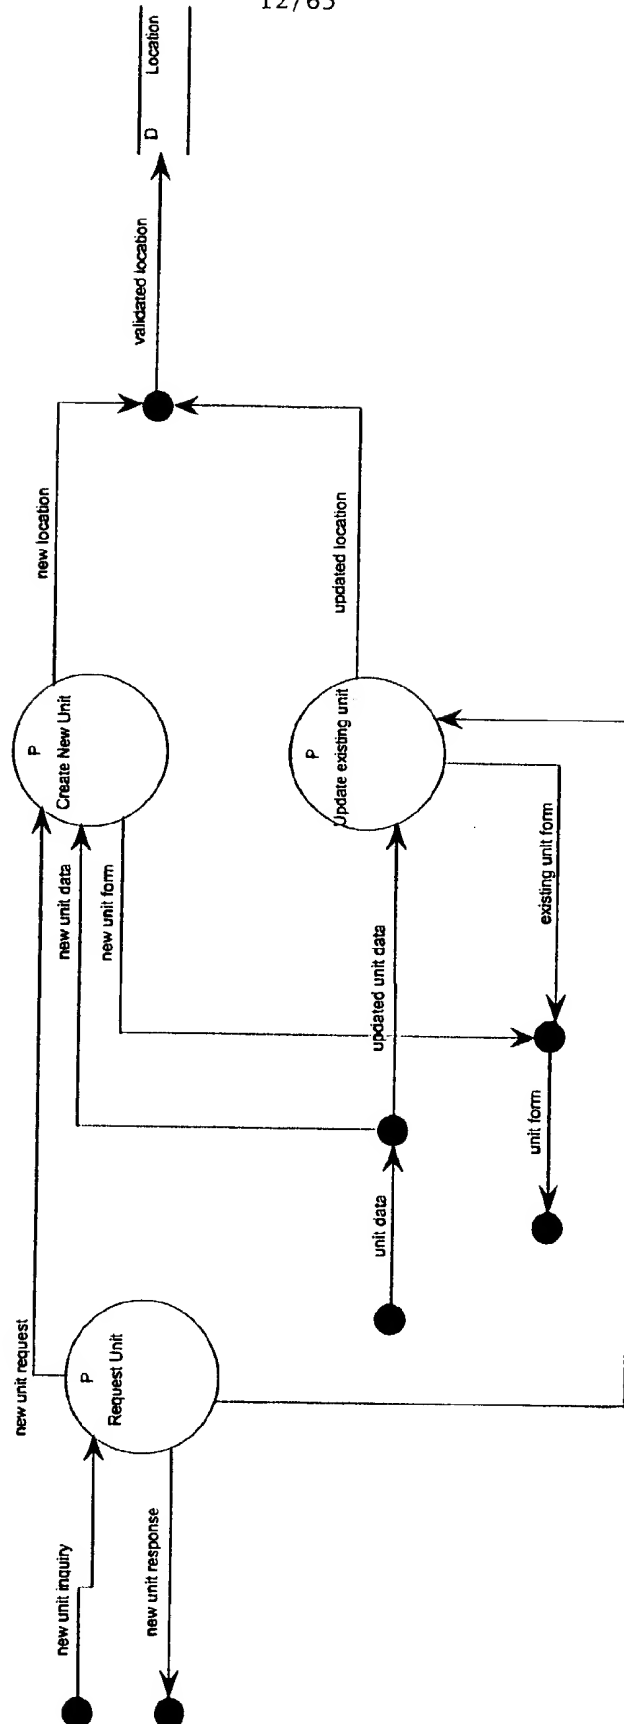 12/65
D
Location
validated location
new location
updated location
P
Create New Unit
P
Update existing unit
new unit data
new unit form
updated unit data
existing unit form
unit data
unit form
new unit request
P
Request Unit
new unit inquiry
new unit response